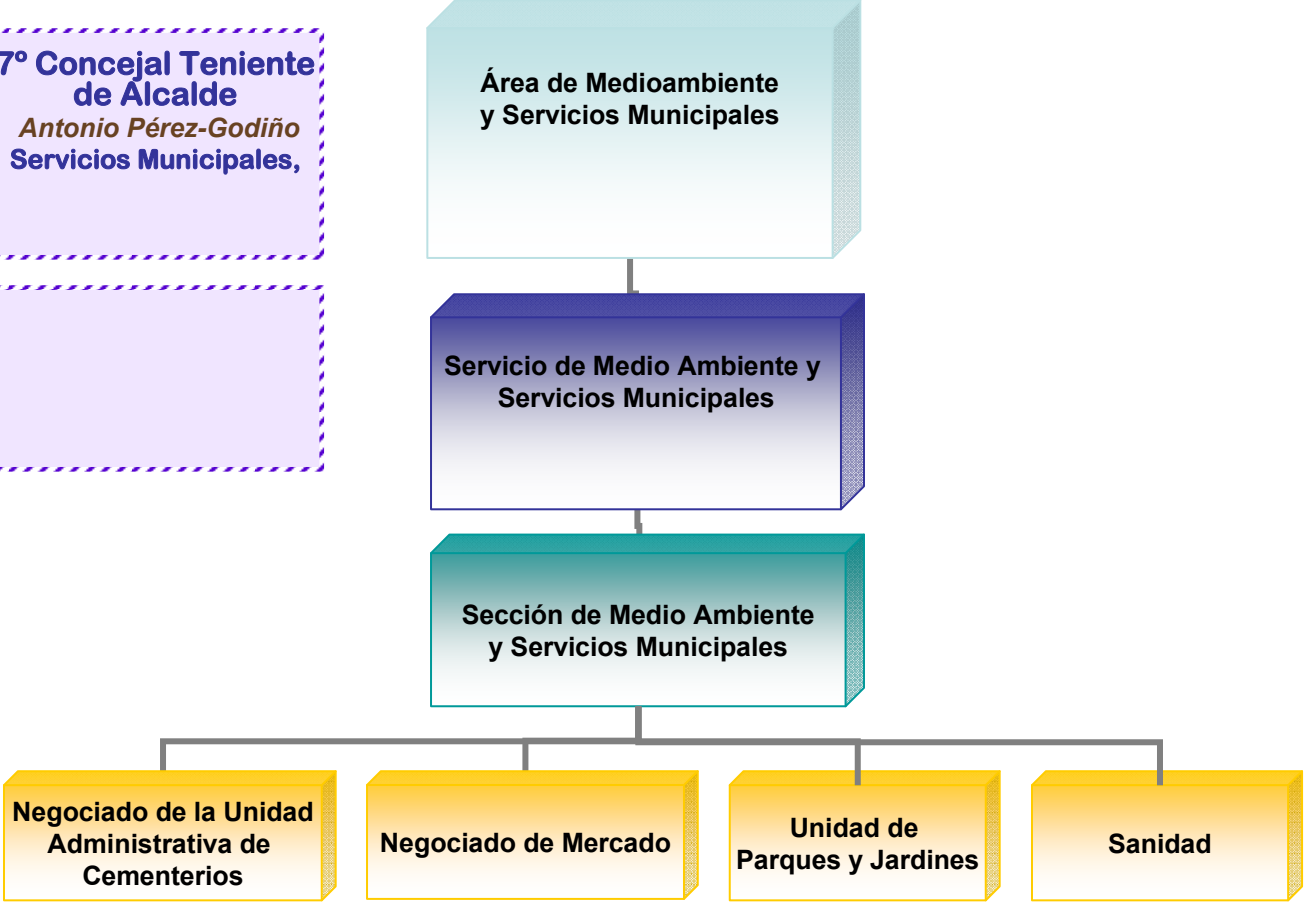 7º Concejal Teniente
de Alcalde
Antonio Pérez-Godiño
Servicios Municipales,
Área de Medioambiente
y Servicios Municipales
Servicio de Medio Ambiente y
Servicios Municipales
Sección de Medio Ambiente
y Servicios Municipales
Negociado de la Unidad
Administrativa de
Cementerios
Negociado de Mercado
Unidad de
Parques y Jardines
Sanidad